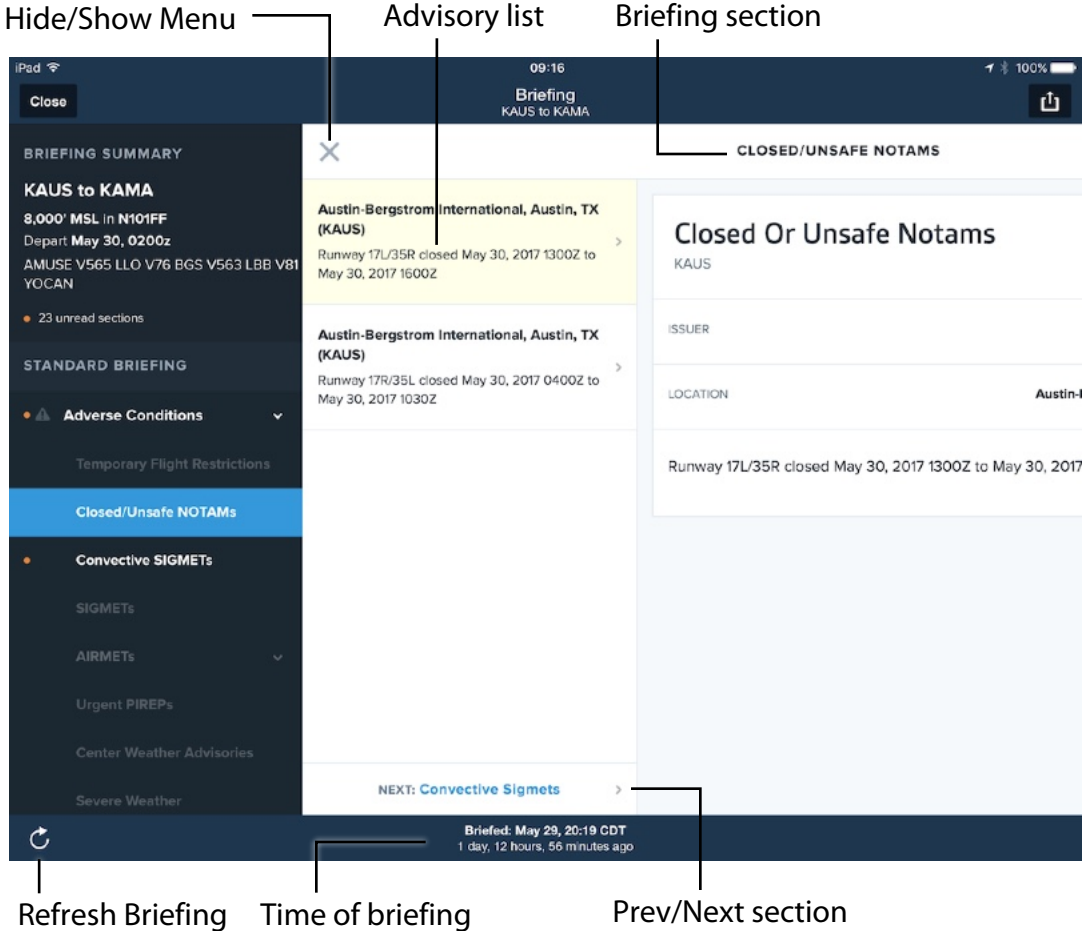 Hide/Show Menu
Advisory list
Briefing section
iPad
09:16
100%
Close
Briefing
KAUS to KAMA
BRIEFING SUMMARY
KAUS to KAMA
8,000' MSL in N101FF
Depart May 30, 0200z
AMUSE V565 LLO V76 BGS V563 LBB V81
YOCAN
23 unread sections
STANDARD BRIEFING
Adverse Conditions
Temporary Flight Restrictions
Closed/Unsafe NOTAMs
Convective SIGMETs
SIGMETs
AIRMETs
Urgent PIREPs
Center Weather Advisories
Severe Weather
Austin-Bergstrom International, Austin, TX
(KAUS)
Runway 17L/35R closed May 30, 2017 1300Z to
May 30, 2017 1600Z
Austin-Bergstrom International, Austin, TX
(KAUS)
Runway 17R/35L closed May 30, 2017 0400Z to
May 30, 2017 1030Z
NEXT: Convective Sigmets
CLOSED/UNSAFE NOTAMS
Closed Or Unsafe Notams
KAUS
ISSUER
LOCATION
Austin-
Runway 17L/35R closed May 30, 2017 1300Z to May 30, 2017
Briefed: May 29, 20:19 CDT
1 day, 12 hours, 56 minutes ago
Refresh Briefing
Time of briefing
Prev/Next section